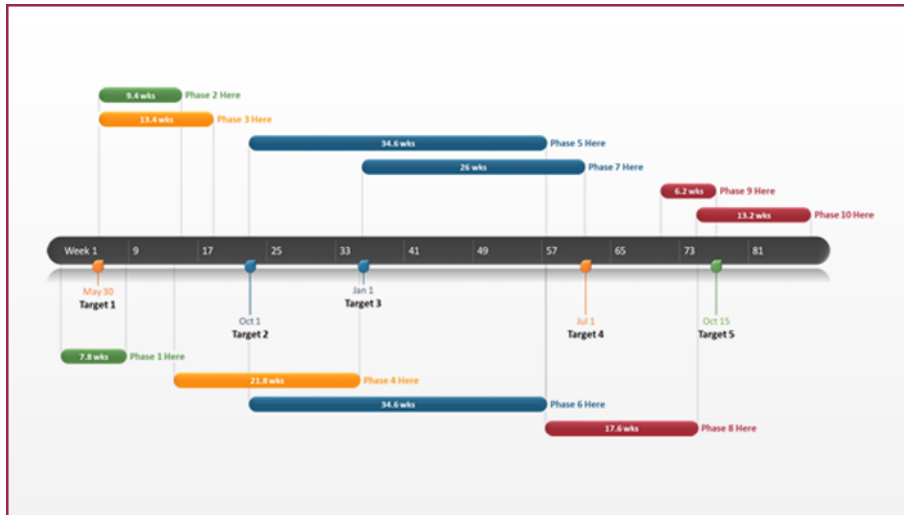 9.4 wks Phase 2 Here
13.4 wks Phase 3 Here
34.6 wks Phase 5 Here
26 wks Phase 7 Here
6.2 wks Phase 9 Here
13.2 wks Phase 10 Here
Week 1 9 17 25 33 41 49 57 65 73 81
May 30
Target 1
Oct 1
Target 2
Jan 1
Target 3
Jul 1
Target 4
Oct 15
Target 5
7.8 wks Phase 1 Here
21.8 wks Phase 4 Here
34.6 wks Phase 6 Here
17.6 wks Phase 8 Here